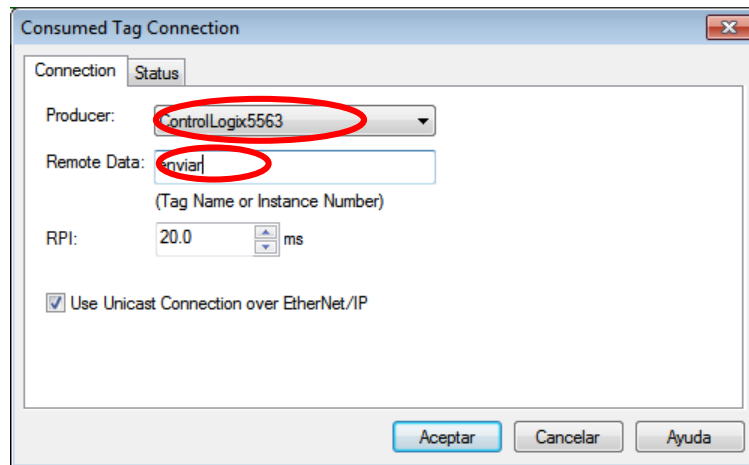 Consumed Tag Connection
Connection Status
Producer: ControlLogix5563
Remote Data: enviar
(Tag Name or Instance Number)
RPI: 20.0 ms
Use Unicast Connection over EtherNet/IP
Aceptar Cancelar Ayuda